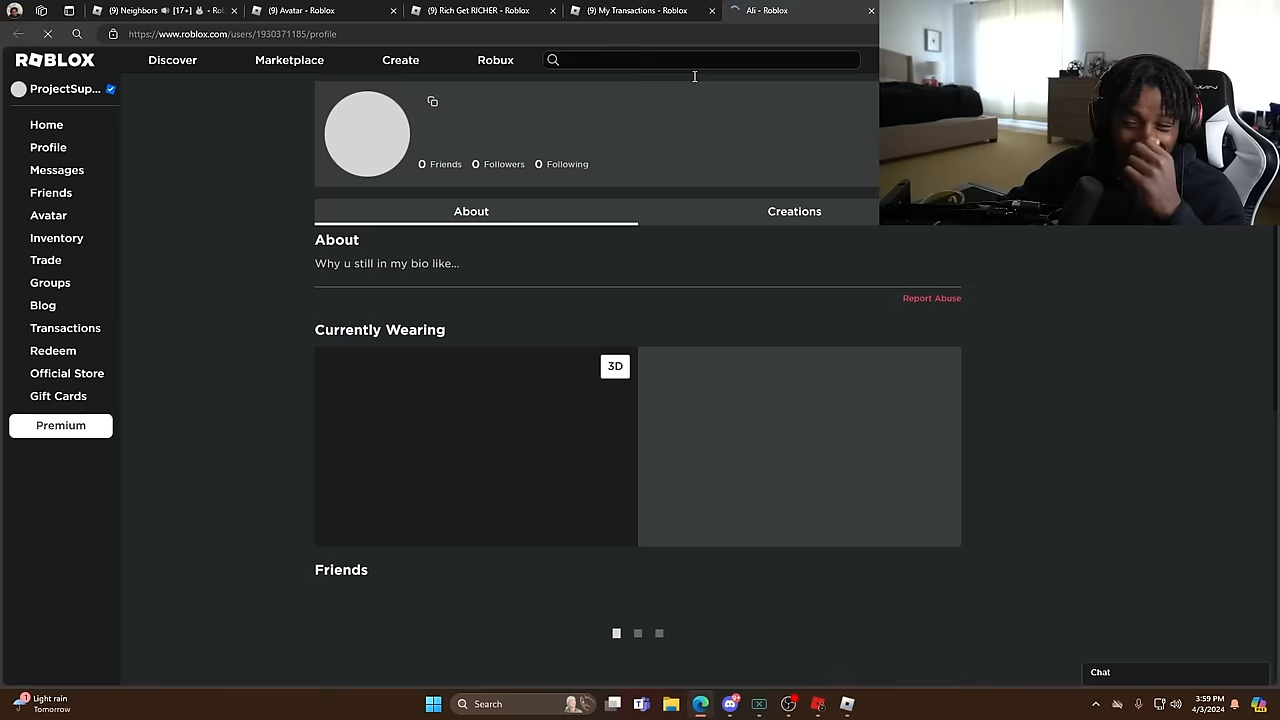 (9) Neighbors 🔊 [17+] 🐰 - Rol
(9) Avatar - Roblox
(9) Rich Get RICHER - Roblox
(9) My Transactions - Roblox
Ali - Roblox
https://www.roblox.com/users/1930371185/profile
ROBLOX
Discover
Marketplace
Create
Robux
ProjectSup...
Home
Profile
Messages
Friends
Avatar
Inventory
Trade
Groups
Blog
Transactions
Redeem
Official Store
Gift Cards
Premium
0 Friends 0 Followers 0 Following
About
Creations
About
Why u still in my bio like...
Report Abuse
Currently Wearing
3D
Friends
Chat
1
Light rain
Tomorrow
Search
9+
3:59 PM
4/3/2024